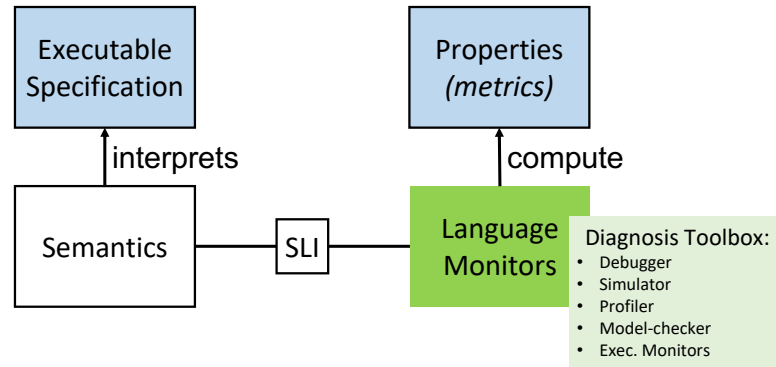 Executable
Specification
Properties
(metrics)
interprets
compute
Semantics
SLI
Language
Monitors
Diagnosis Toolbox:
• Debugger
• Simulator
• Profiler
• Model-checker
• Exec. Monitors